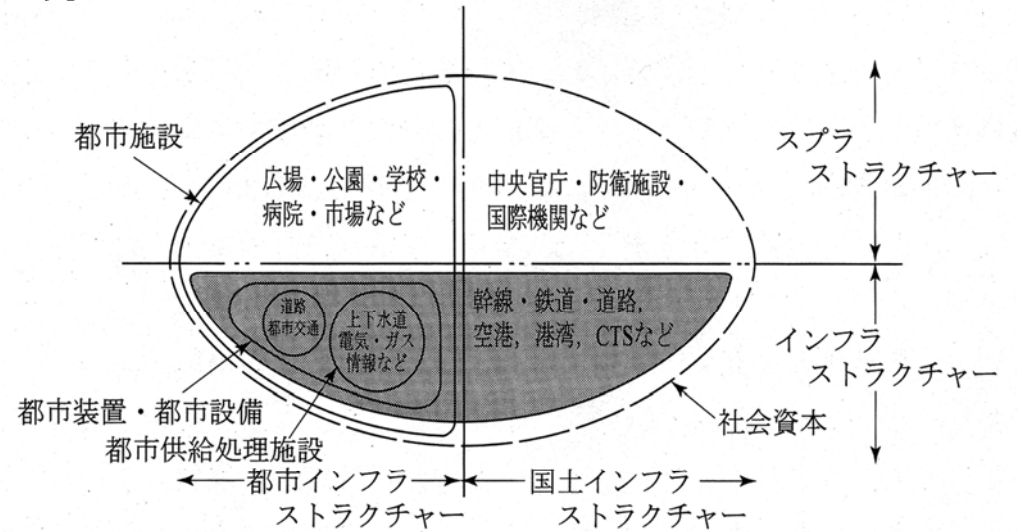 都市施設
広場・公園・学校・
病院・市場など
中央官庁・防衛施設・
国際機関など
スプラ
ストラクチャー
道路
都市交通
上下水道
電気・ガス
情報など
幹線・鉄道・道路,
空港, 港湾, CTSなど
インフラ
ストラクチャー
都市装置・都市設備
都市供給処理施設
社会資本
都市インフラ
ストラクチャー
国土インフラ
ストラクチャー